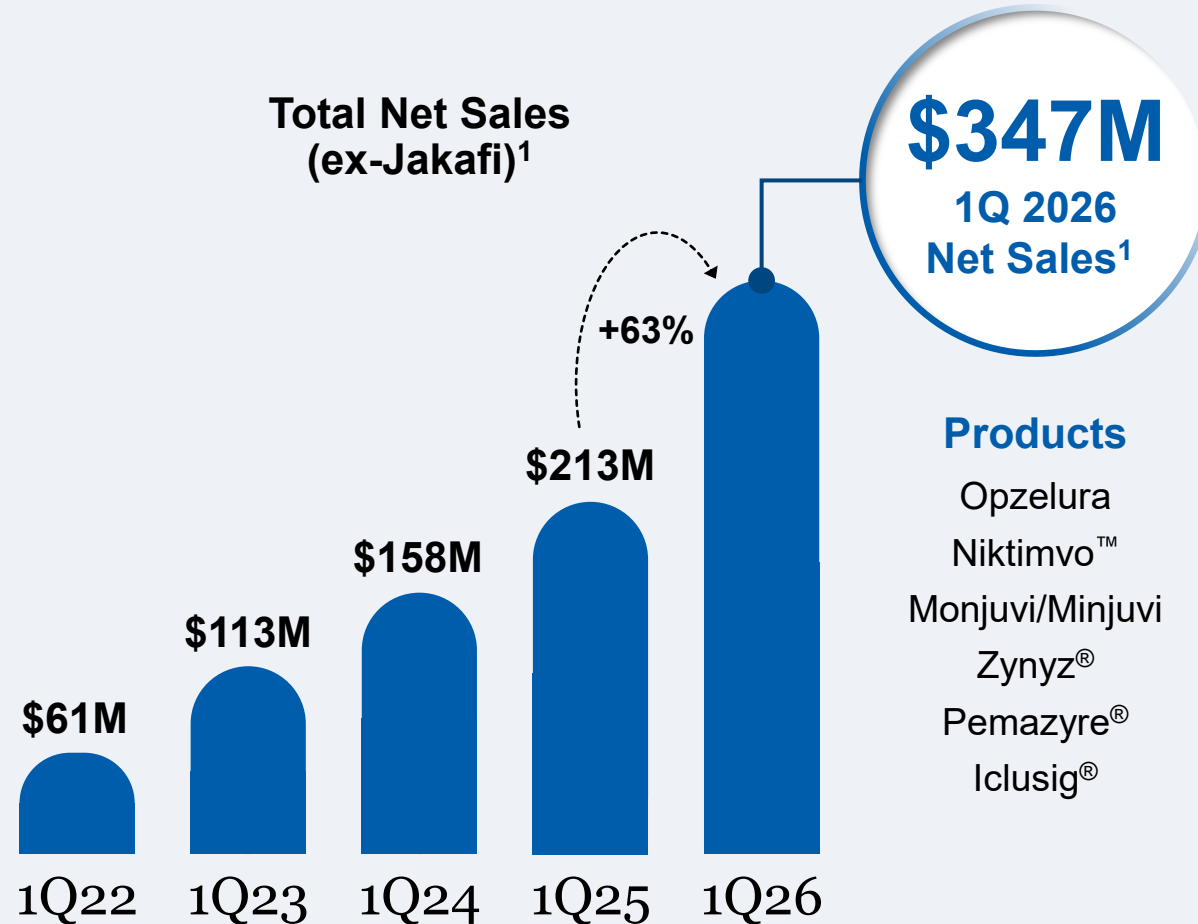 Total Net Sales
(ex-Jakafi)¹
$347M
1Q 2026
Net Sales¹
+63%
$213M
$158M
$113M
$61M
Products
Opzelura
Niktimvo™
Monjuvi/Minjuvi
Zynyz®
Pemazyre®
Iclusig®
1Q22 1Q23 1Q24 1Q25 1Q26